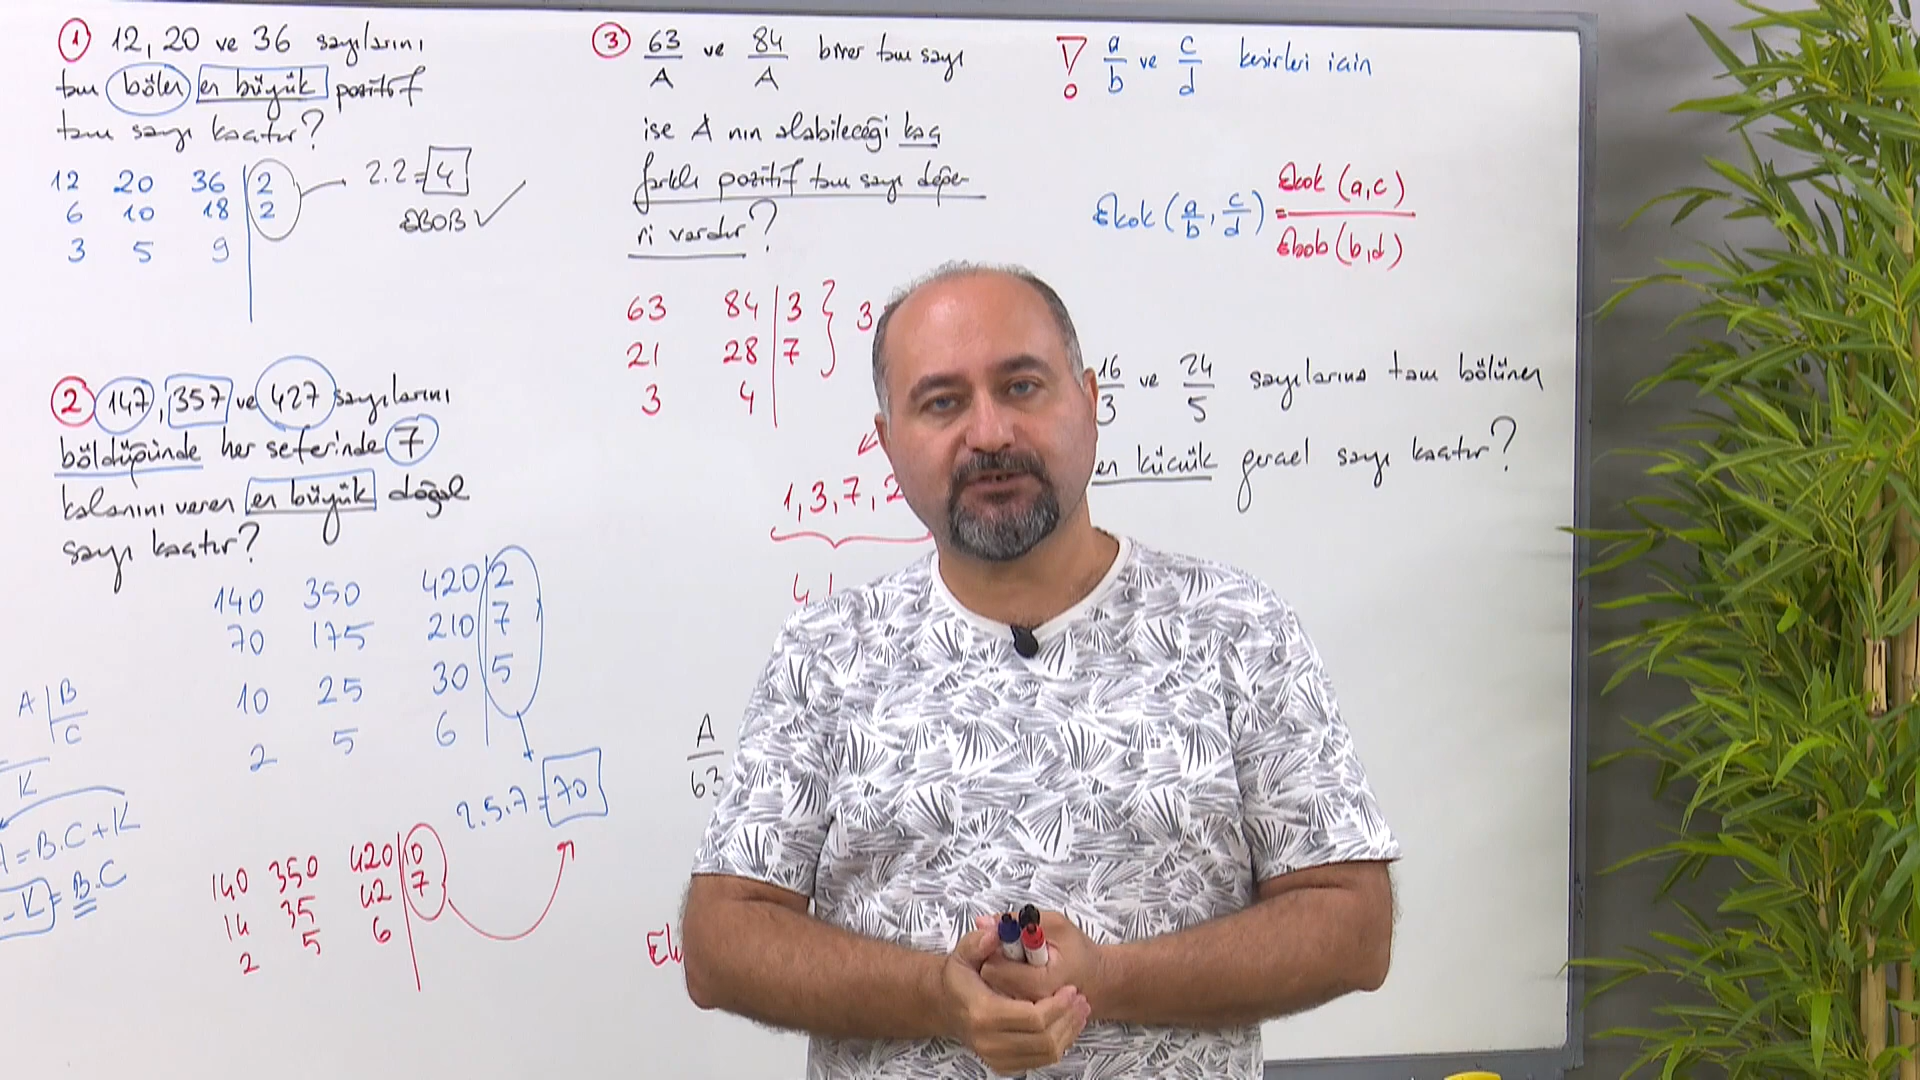 ① 12, 20 ve 36 sayılarını
tam bölen en büyük pozitif
tam sayı kaçtır?
12 20 36 | 2
6 10 18 | 2
3 5 9
2.2=4
EBOB ✓
② 147, 357 ve 427 sayılarını
böldüğünde her seferinde 7
kalanını veren en büyük doğal
sayı kaçtır?
140 350 420 | 2
70 175 210 | 7
10 25 30 | 5
2 5 6
2.5.7=70
A | B
C
K
=B.C+K
-K=B.C
140 350 420 | 10
14 35 42 | 7
2 5 6
③ 63/A ve 84/A birer tam sayı
ise A nın alabileceği kaç
farklı pozitif tam sayı değe-
ri vardır?
63 84 | 3
21 28 | 7
3 4
3
1, 3, 7, 2
A/63
a/b ve c/d kesirleri için
Ekok (a/b, c/d) = Ekok (a,c) / Ebob (b,d)
16/3 ve 24/5 sayılarına tam bölünen
en küçük gerçel sayı kaçtır?